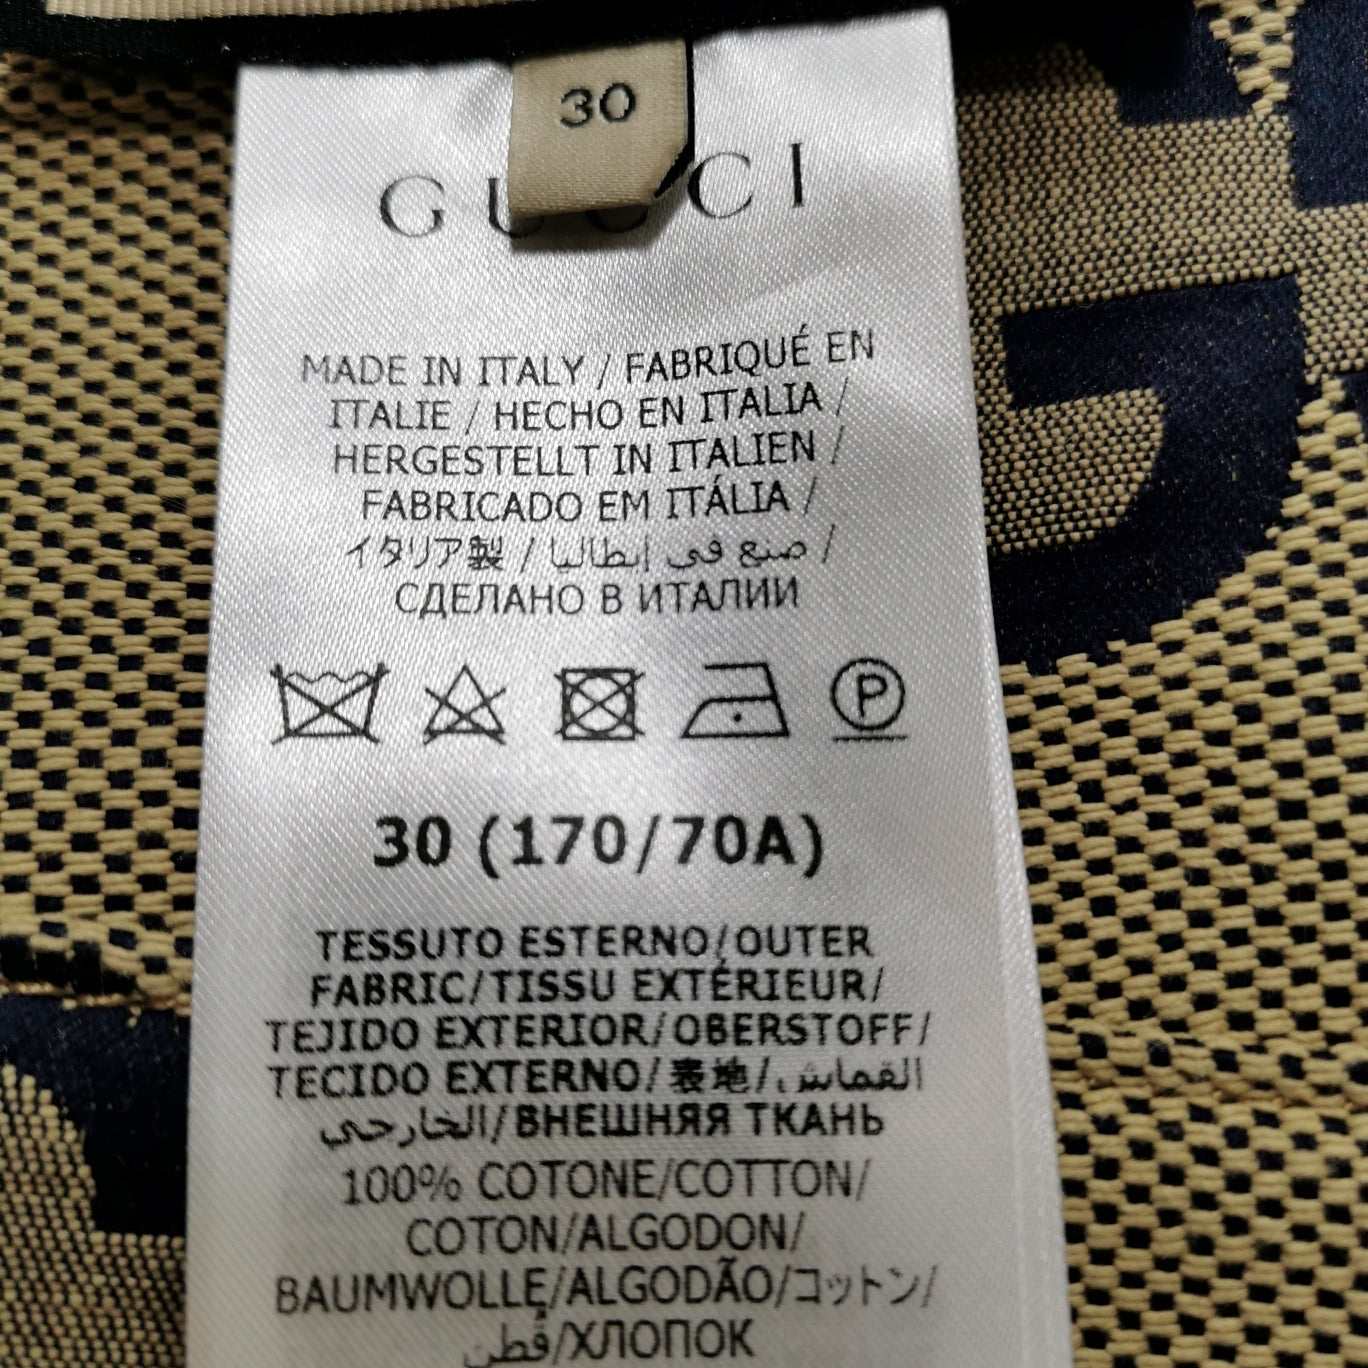 30
GUCCI
MADE IN ITALY / FABRIQUÉ EN
ITALIE / HECHO EN ITALIA /
HERGESTELLT IN ITALIEN /
FABRICADO EM ITÁLIA /
イタリア製 / صنع في إيطاليا /
СДЕЛАНО В ИТАЛИИ
P
30 (170/70A)
TESSUTO ESTERNO/OUTER
FABRIC/TISSU EXTÉRIEUR/
TEJIDO EXTERIOR/OBERSTOFF/
TECIDO EXTERNO/表地/القماش
الخارجي/ВНЕШНЯЯ ТКАНЬ
100% COTONE/COTTON/
COTON/ALGODON/
BAUMWOLLE/ALGODÃO/コットン/
قطن/ХЛОПОК